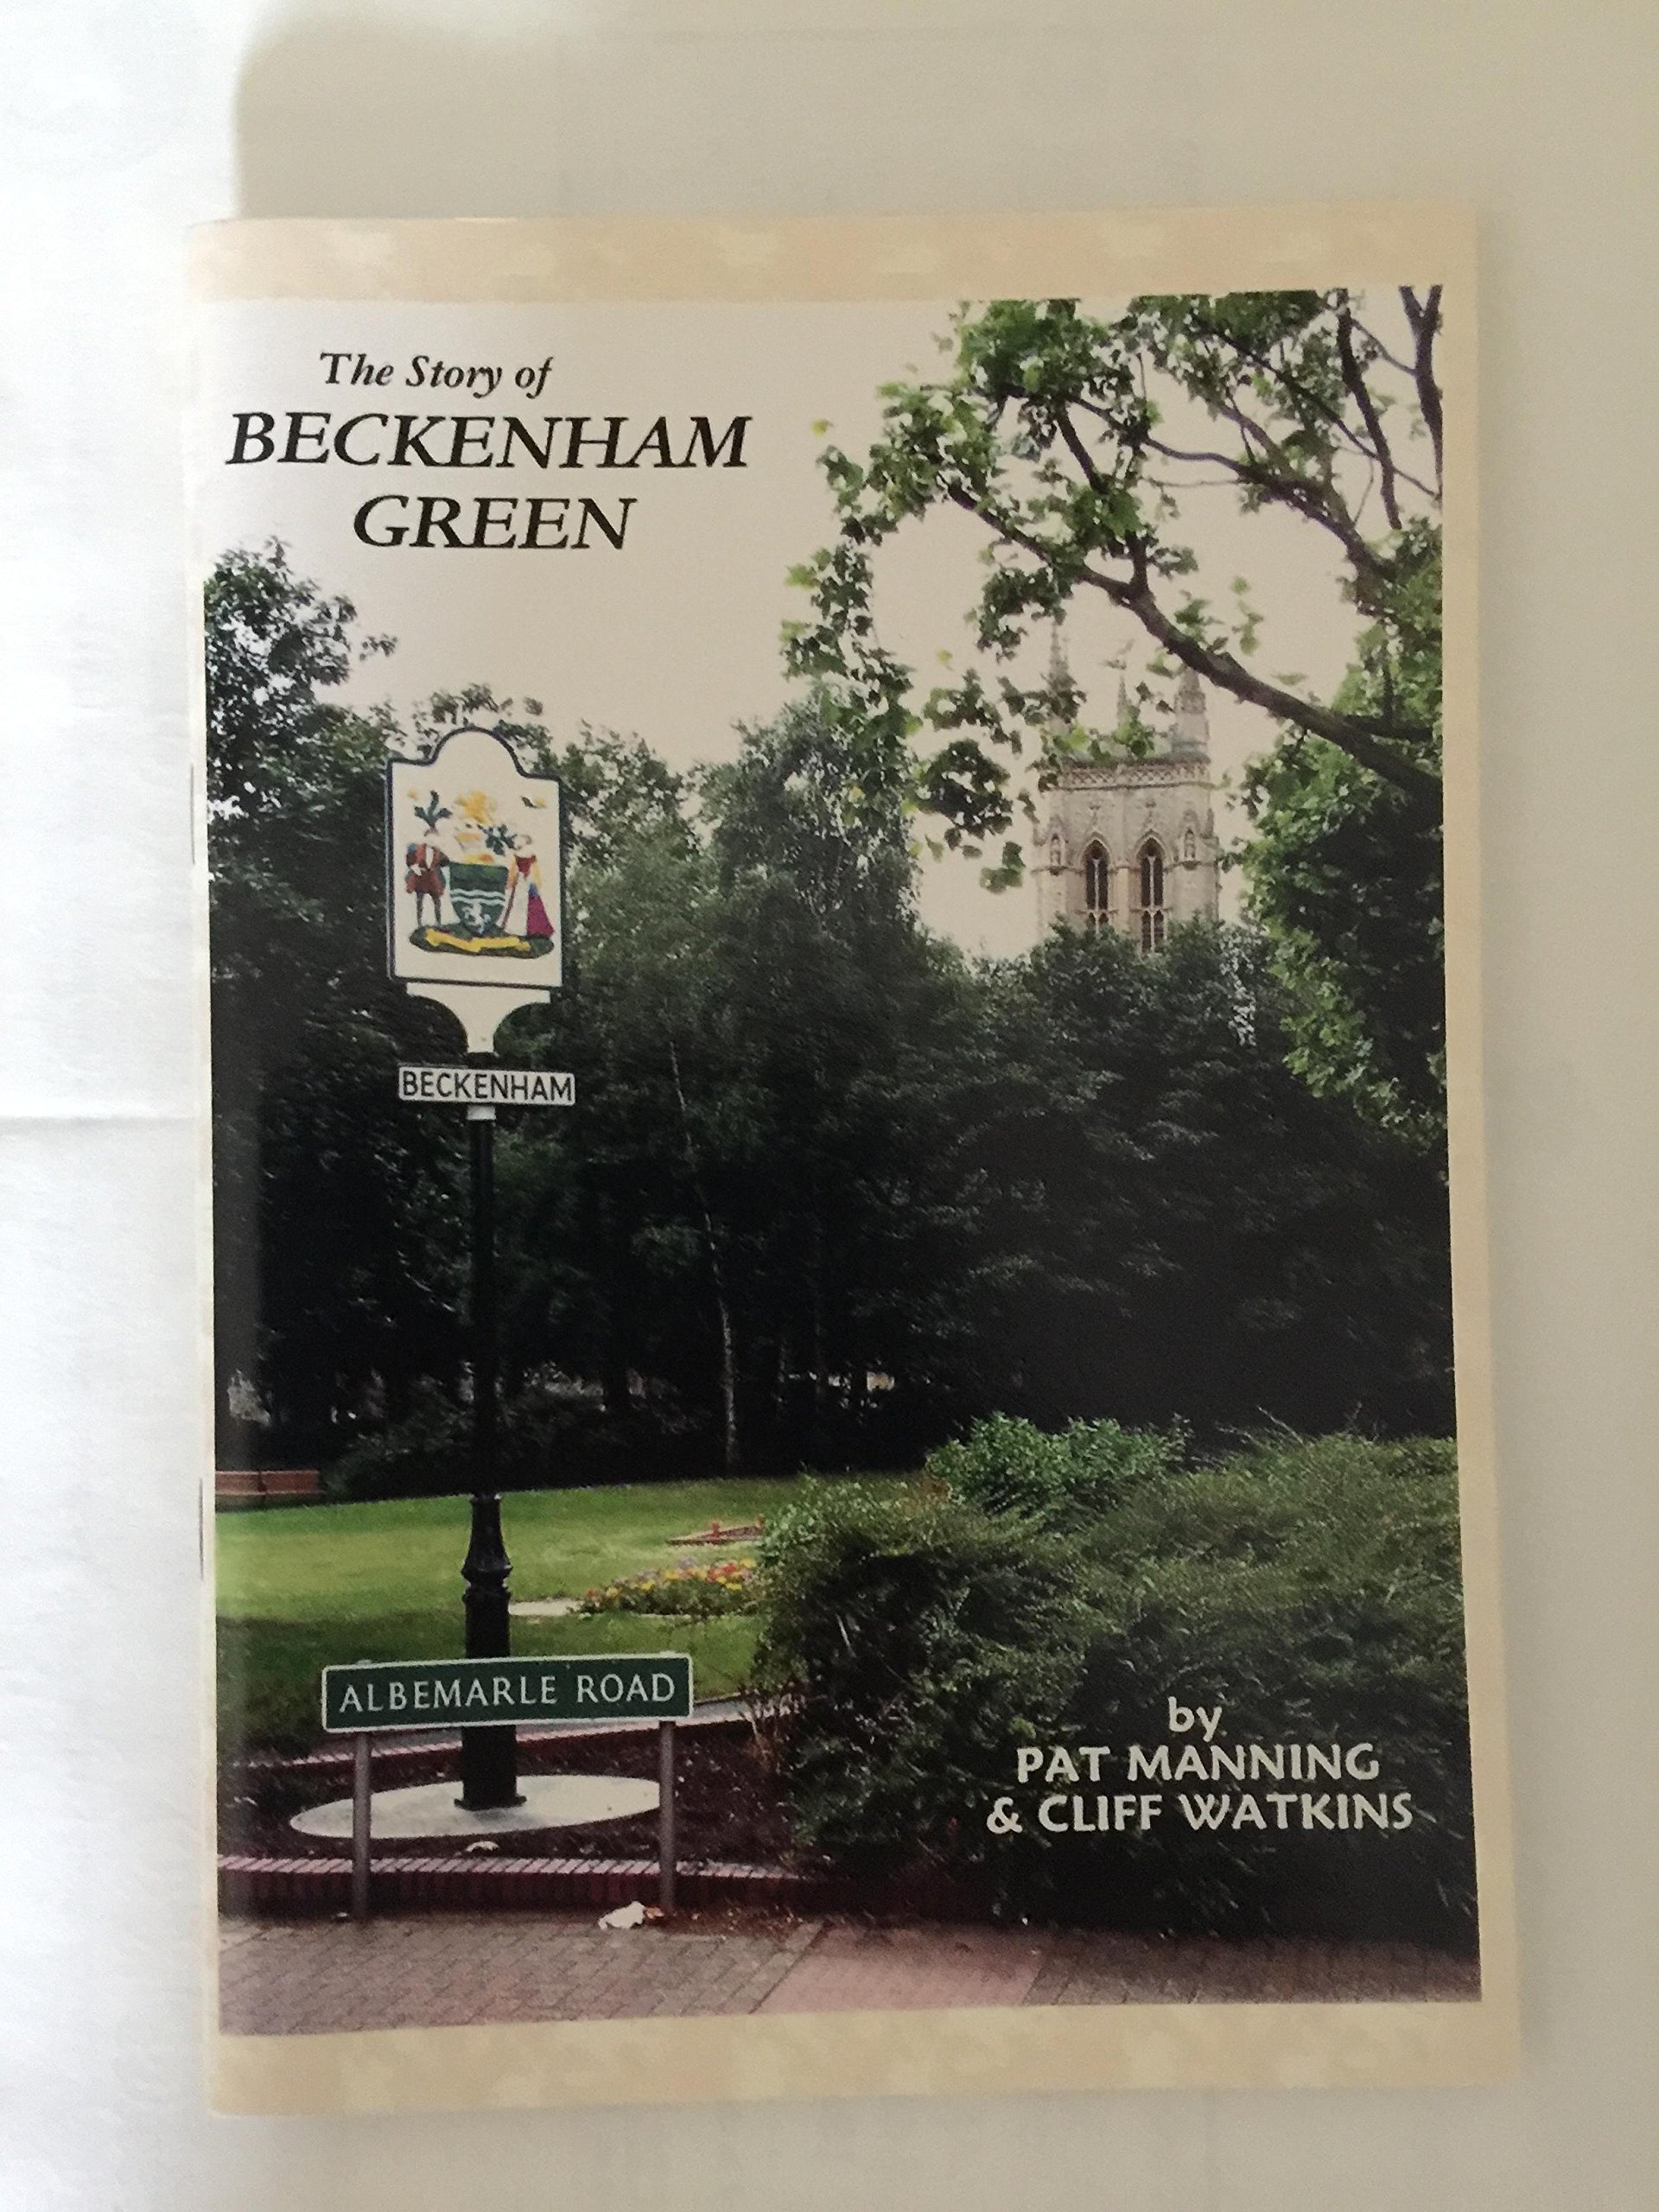 The Story of
BECKENHAM
GREEN
BECKENHAM
ALBEMARLE ROAD
by
PAT MANNING
& CLIFF WATKINS